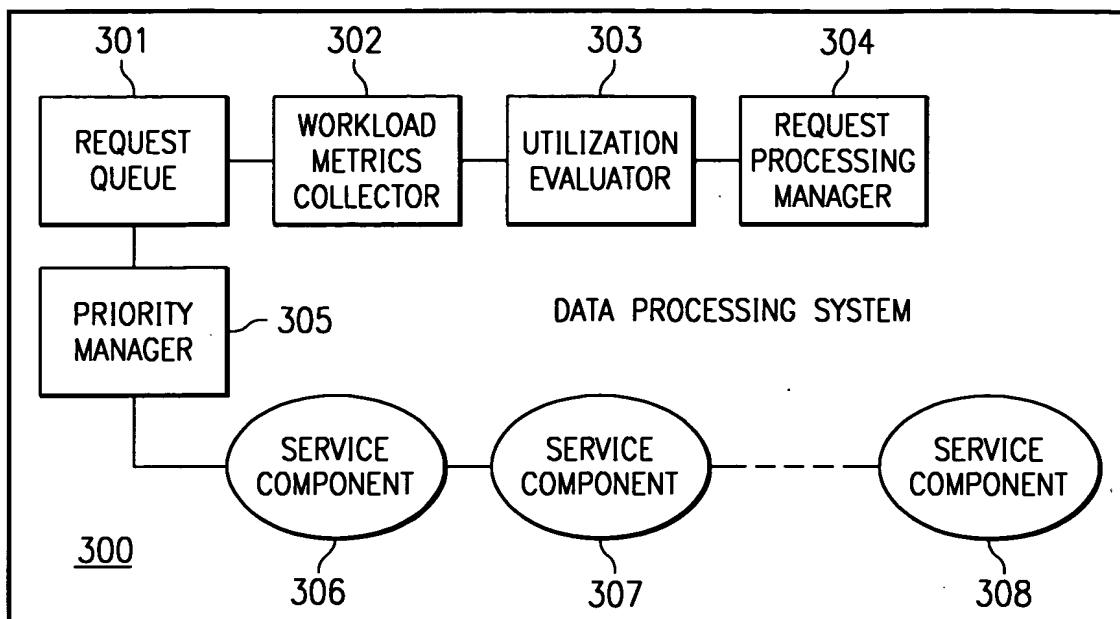 301
302
303
304
REQUEST
QUEUE
WORKLOAD
METRICS
COLLECTOR
UTILIZATION
EVALUATOR
REQUEST
PROCESSING
MANAGER
PRIORITY
MANAGER
305
DATA PROCESSING SYSTEM
SERVICE
COMPONENT
SERVICE
COMPONENT
SERVICE
COMPONENT
300
306
307
308